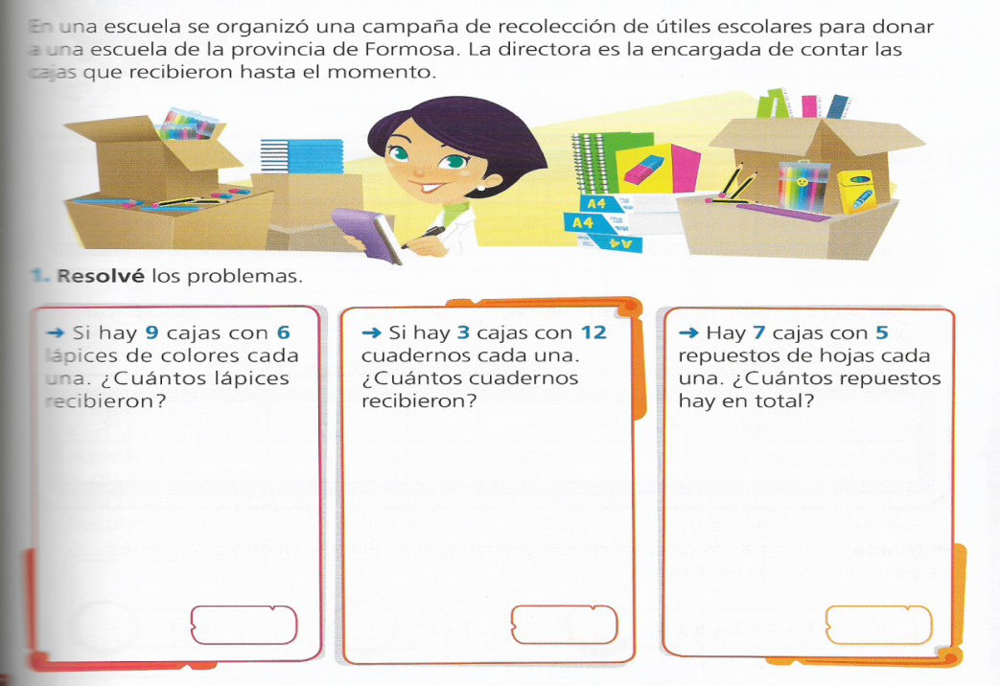 En una escuela se organizó una campaña de recolección de útiles escolares para donar
a una escuela de la provincia de Formosa. La directora es la encargada de contar las
cajas que recibieron hasta el momento.
A4
A4
A4
1. Resolvé los problemas.
➔ Si hay 9 cajas con 6
lápices de colores cada
una. ¿Cuántos lápices
recibieron?
➔ Si hay 3 cajas con 12
cuadernos cada una.
¿Cuántos cuadernos
recibieron?
➔ Hay 7 cajas con 5
repuestos de hojas cada
una. ¿Cuántos repuestos
hay en total?